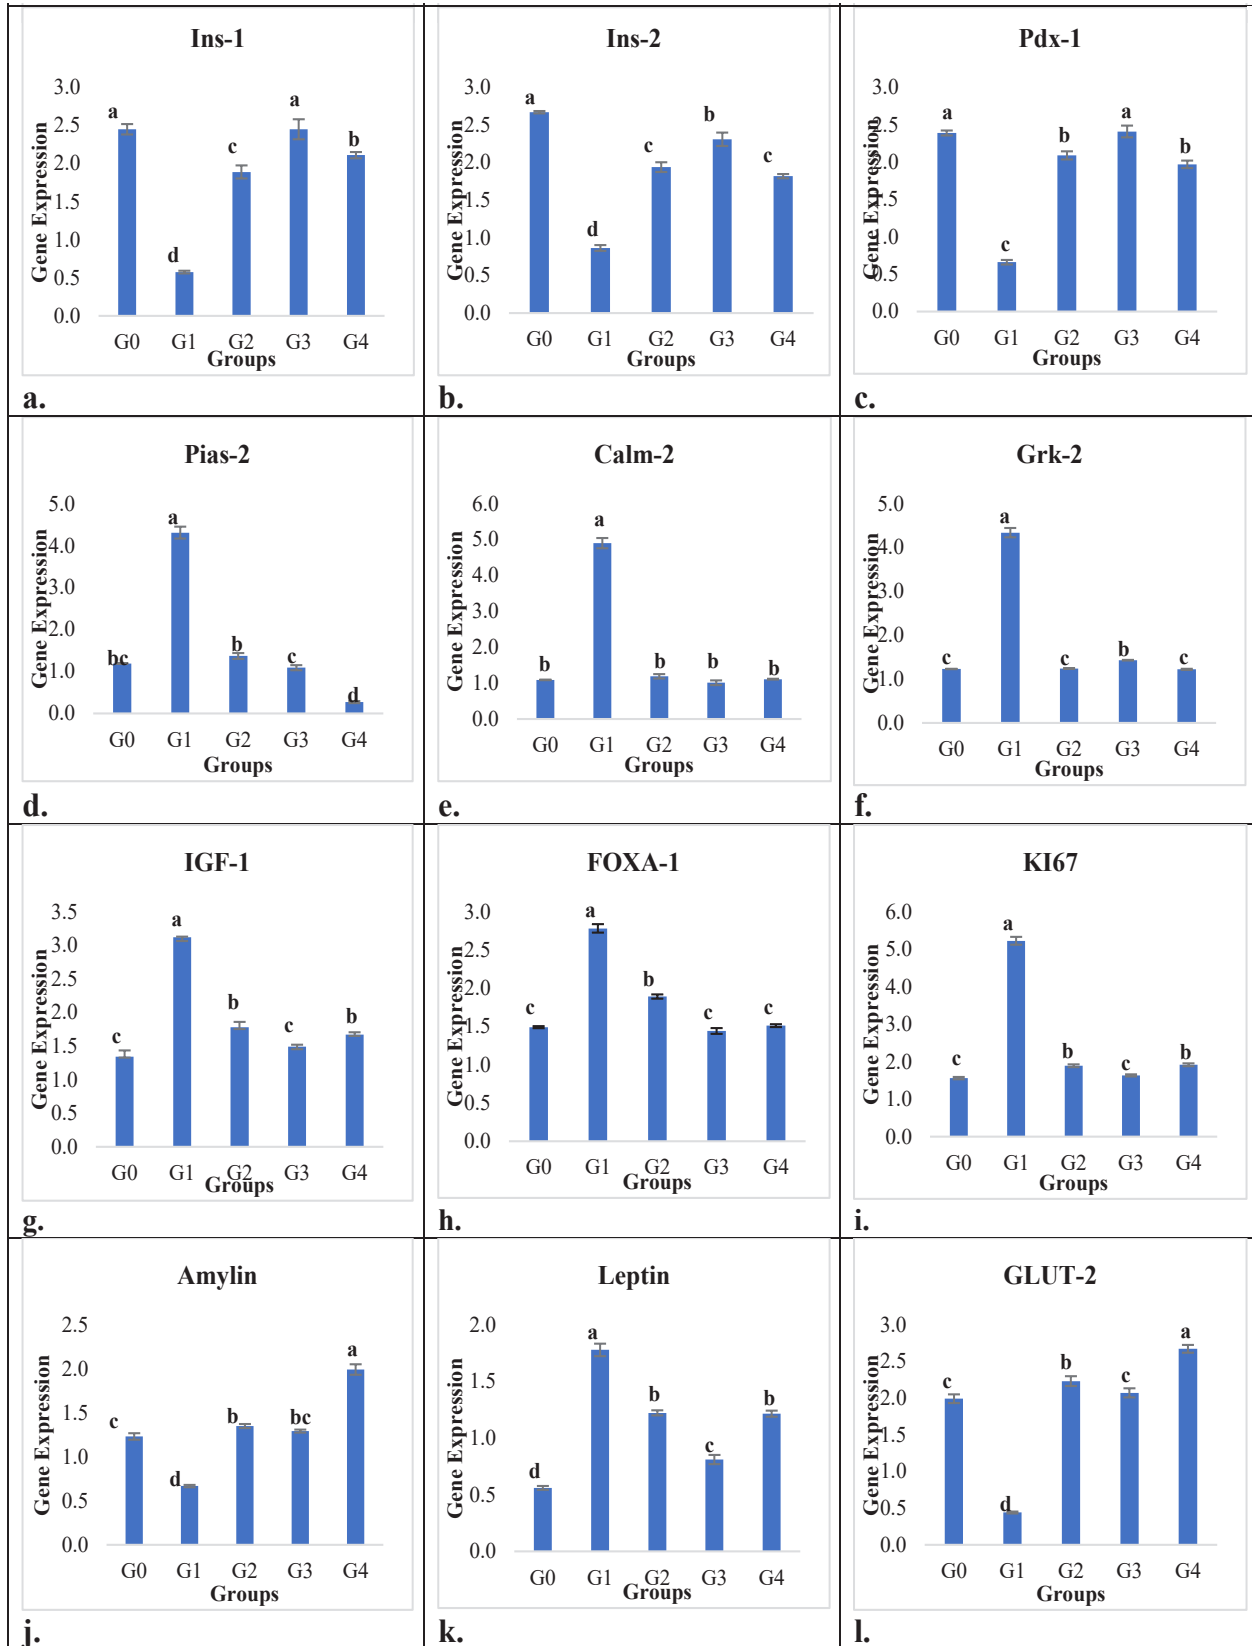 Ins-1
Gene Expression
3.0
2.5
2.0
1.5
1.0
0.5
0.0
a
d
c
a
b
G0 G1 G2 G3 G4
Groups
a.
Ins-2
Gene Expression
3.0
2.5
2.0
1.5
1.0
0.5
0.0
a
d
c
b
c
G0 G1 G2 G3 G4
Groups
b.
Pdx-1
Gene Expression
3.0
2.5
2.0
1.5
1.0
0.5
0.0
a
c
b
a
b
G0 G1 G2 G3 G4
Groups
c.
Pias-2
Gene Expression
5.0
4.0
3.0
2.0
1.0
0.0
bc
a
b
c
d
G0 G1 G2 G3 G4
Groups
d.
Calm-2
Gene Expression
6.0
5.0
4.0
3.0
2.0
1.0
0.0
b
a
b
b
b
G0 G1 G2 G3 G4
Groups
e.
Grk-2
Gene Expression
5.0
4.0
3.0
2.0
1.0
0.0
c
a
c
b
c
G0 G1 G2 G3 G4
Groups
f.
IGF-1
Gene Expression
3.5
3.0
2.5
2.0
1.5
1.0
0.5
0.0
c
a
b
c
b
G0 G1 G2 G3 G4
Groups
g.
FOXA-1
Gene Expression
3.0
2.5
2.0
1.5
1.0
0.5
0.0
c
a
b
c
c
G0 G1 G2 G3 G4
Groups
h.
KI67
Gene Expression
6.0
5.0
4.0
3.0
2.0
1.0
0.0
c
a
b
c
b
G0 G1 G2 G3 G4
Groups
i.
Amylin
Gene Expression
2.5
2.0
1.5
1.0
0.5
0.0
c
d
b
bc
a
G0 G1 G2 G3 G4
Groups
j.
Leptin
Gene Expression
2.0
1.5
1.0
0.5
0.0
d
a
b
c
b
G0 G1 G2 G3 G4
Groups
k.
GLUT-2
Gene Expression
3.0
2.5
2.0
1.5
1.0
0.5
0.0
c
d
b
c
a
G0 G1 G2 G3 G4
Groups
l.